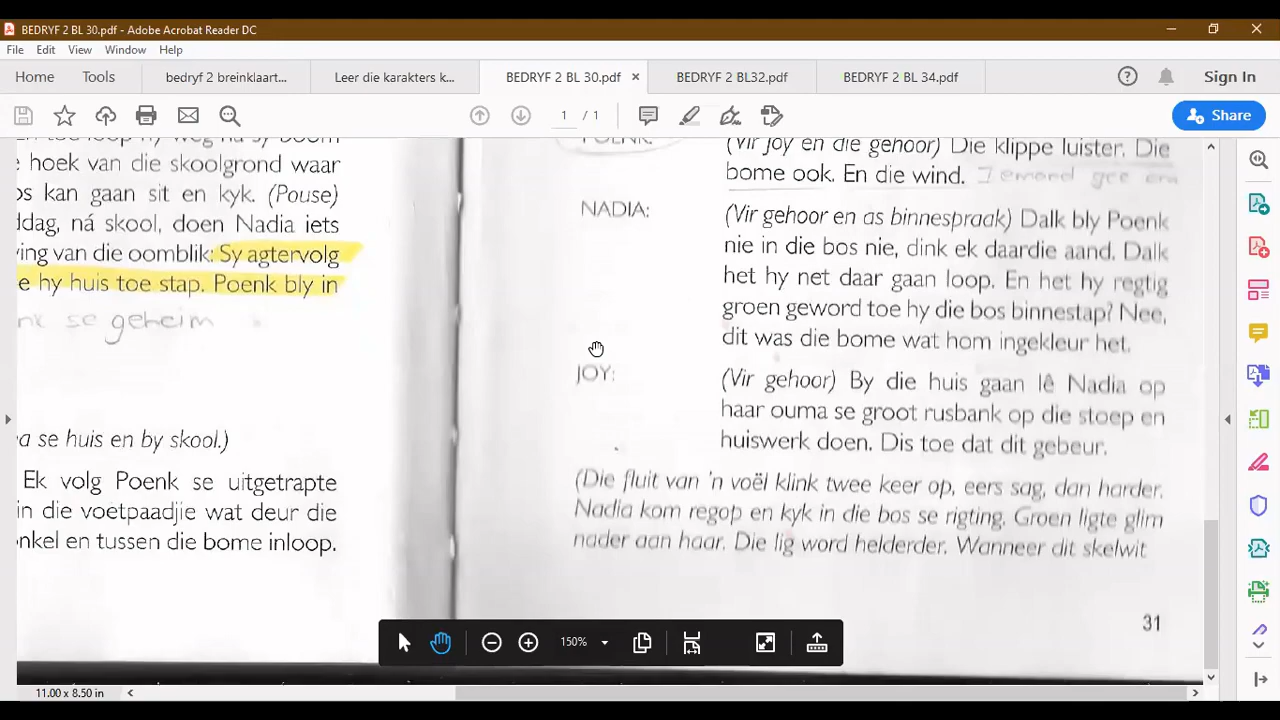 BEDRYF 2 BL 30.pdf - Adobe Acrobat Reader DC
File Edit View Window Help
Home Tools bedryf 2 breinklaart... Leer die karakters k... BEDRYF 2 BL 30.pdf BEDRYF 2 BL32.pdf BEDRYF 2 BL 34.pdf Sign In
1 / 1 Share
hoek van die skoolgrond waar
kan gaan sit en kyk. (Pouse)
ná skool, doen Nadia iets
van die oomblik: Sy agtervolg
hy huis toe stap. Poenk bly in
se geheim
se huis en by skool.)
Ek volg Poenk se uitgetrapte
in die voetpaadjie wat deur die
en tussen die bome inloop.
POENK: (Vir Joy en die gehoor) Die klippe luister. Die
bome ook. En die wind. Iemand gee
NADIA: (Vir gehoor en as binnespraak) Dalk bly Poenk
nie in die bos nie, dink ek daardie aand. Dalk
het hy net daar gaan loop. En het hy regtig
groen geword toe hy die bos binnestap? Nee,
dit was die bome wat hom ingekleur het.
JOY: (Vir gehoor) By die huis gaan lê Nadia op
haar ouma se groot rusbank op die stoep en
huiswerk doen. Dis toe dat dit gebeur.
(Die fluit van 'n voël klink twee keer op, eers sag, dan harder.
Nadia kom regop en kyk in die bos se rigting. Groen ligte glim
nader aan haar. Die lig word helderder. Wanneer dit skelwit
31
150%
11.00 x 8.50 in